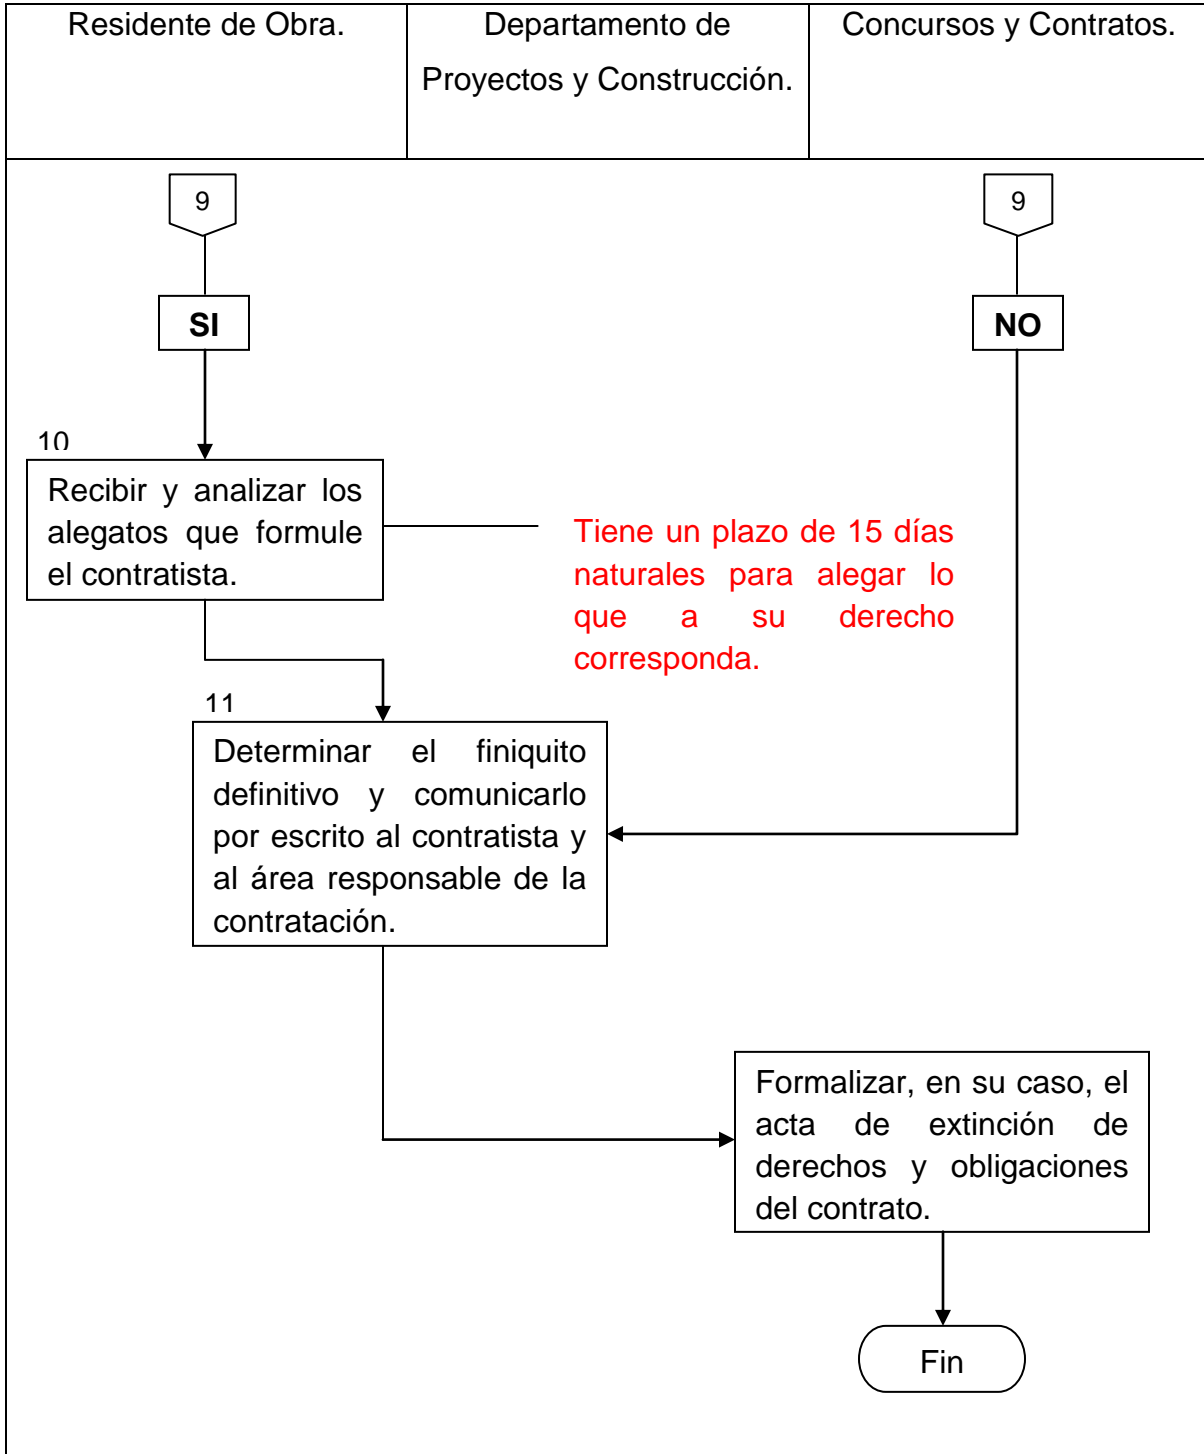 Residente de Obra.
Departamento de
Proyectos y Construcción.
Concursos y Contratos.
9
9
SI
NO
10
Recibir y analizar los
alegatos que formule
el contratista.
Tiene un plazo de 15 días
naturales para alegar lo
que a su derecho
corresponda.
11
Determinar el finiquito
definitivo y comunicarlo
por escrito al contratista y
al área responsable de la
contratación.
Formalizar, en su caso, el
acta de extinción de
derechos y obligaciones
del contrato.
Fin